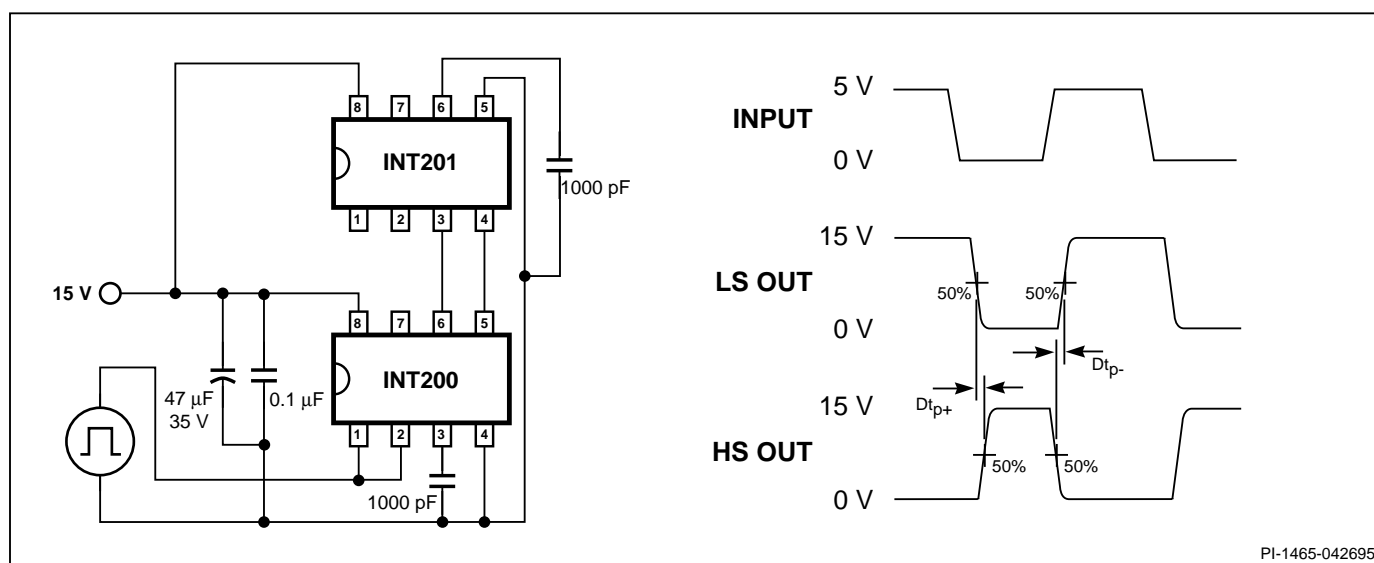 8 7 6 5
INT201
1 2 3 4
1000 pF
15 V
8 7 6 5
INT200
1 2 3 4
47 μF
35 V
0.1 μF
1000 pF
INPUT
5 V
0 V
LS OUT
15 V
50%
50%
0 V
Dtp-
Dtp+
HS OUT
15 V
50%
50%
0 V
PI-1465-042695